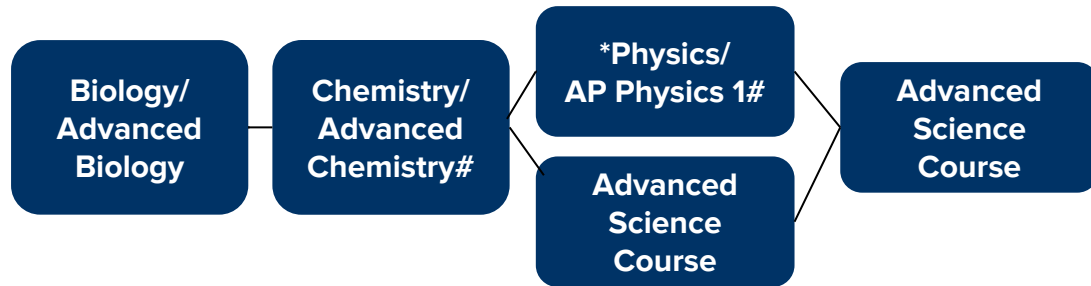 Biology/
Advanced
Biology
Chemistry/
Advanced
Chemistry#
*Physics/
AP Physics 1#
Advanced
Science
Course
Advanced
Science
Course